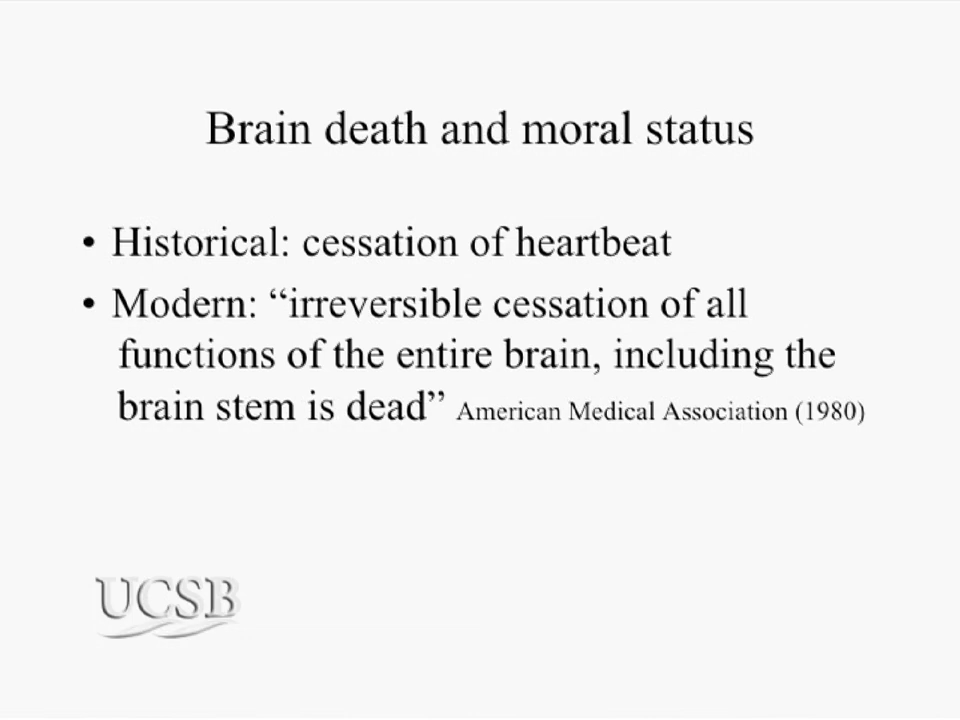 Brain death and moral status
• Historical: cessation of heartbeat
• Modern: “irreversible cessation of all
functions of the entire brain, including the
brain stem is dead” American Medical Association (1980)
UCSB